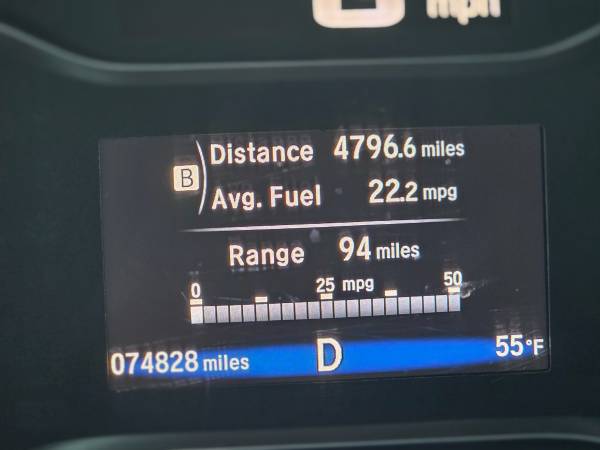 mph
Distance 4796.6 miles
B
Avg. Fuel 22.2 mpg
Range 94 miles
0 25 mpg 50
074828 miles D 55°F